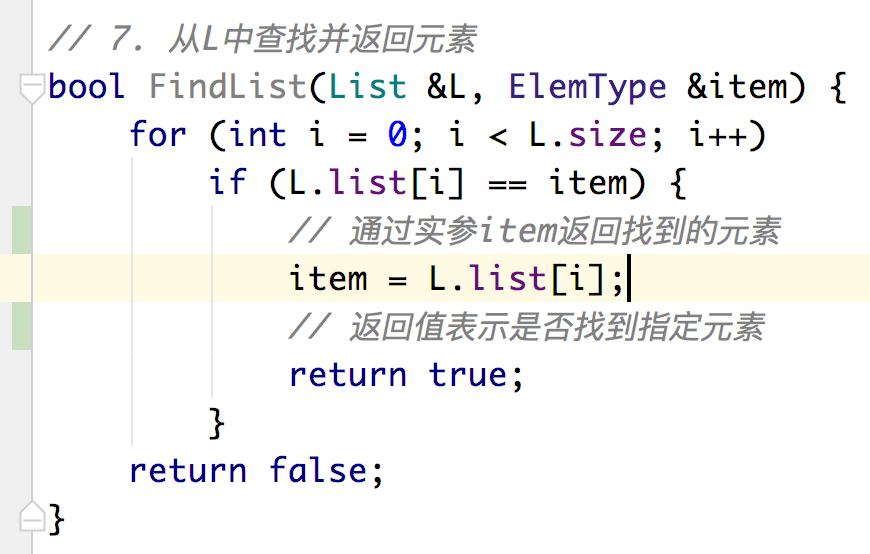 // 7. 从L中查找并返回元素
bool FindList(List &L, ElemType &item) {
    for (int i = 0; i < L.size; i++)
        if (L.list[i] == item) {
            // 通过实参item返回找到的元素
            item = L.list[i];
            // 返回值表示是否找到指定元素
            return true;
        }
    return false;
}